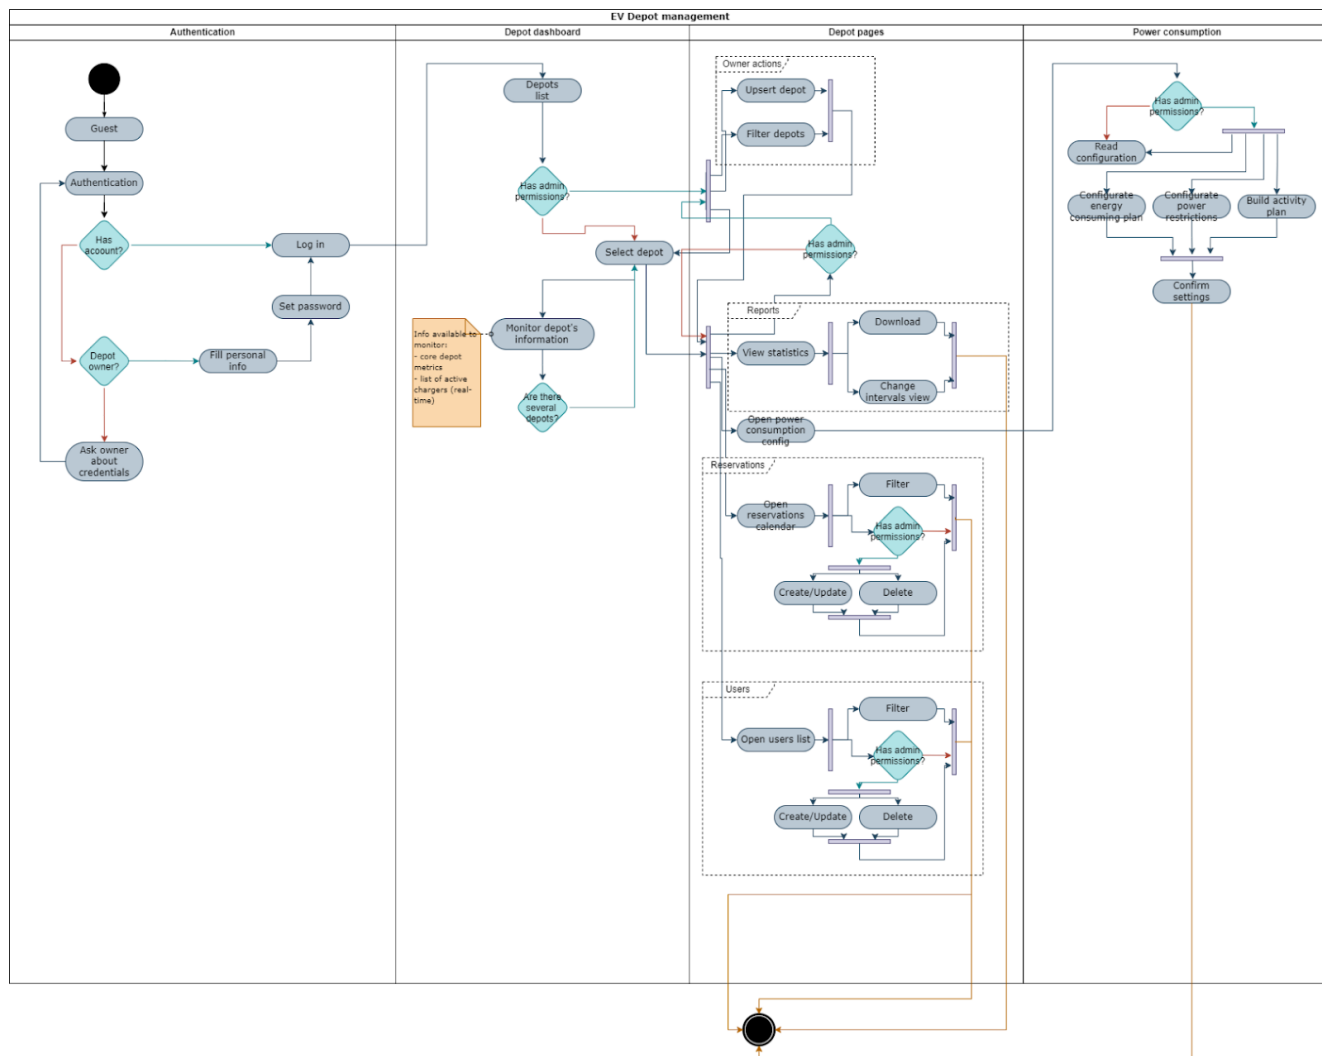 EV Depot management
Authentication
Depot dashboard
Depot pages
Power consumption
Guest
Authentication
Has
acount?
Log in
Set password
Depot
owner?
Fill personal
info
Ask owner
about
credentials
Depots
list
Has admin
permissions?
Select depot
Info available to
monitor:
- core depot
metrics
- list of active
chargers (real-
time)
Monitor depot's
information
Are there
several
depots?
Owner actions
Upsert depot
Filter depots
Has admin
permissions?
Reports
Download
View statistics
Change
intervals view
Open power
consumption
config
Reservations
Filter
Open
reservations
calendar
Has admin
permissions?
Create/Update
Delete
Users
Filter
Open users list
Has admin
permissions?
Create/Update
Delete
Has admin
permissions?
Read
configuration
Configurate
energy
consuming plan
Configurate
power
restrictions
Build activity
plan
Confirm
settings